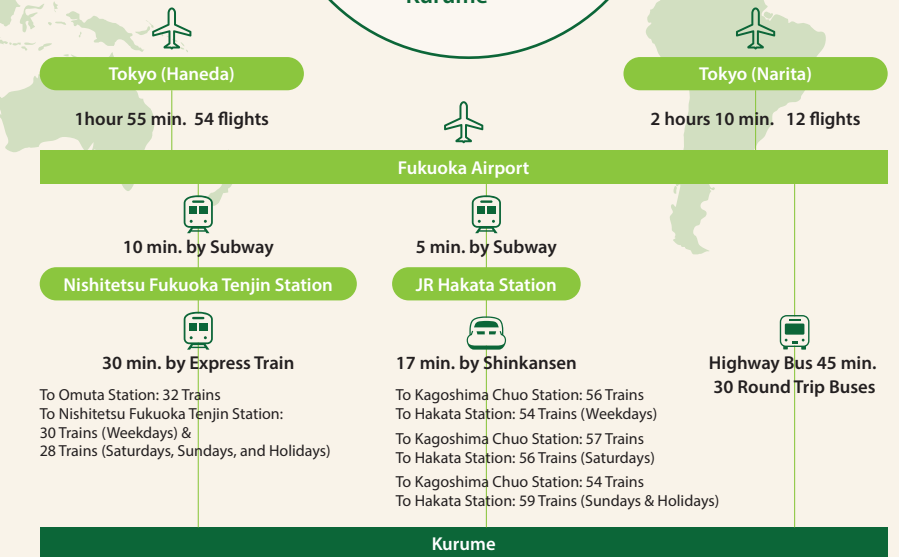 Kurume
Tokyo (Haneda)
Tokyo (Narita)
1hour 55 min.  54 flights
2 hours 10 min.  12 flights
Fukuoka Airport
10 min. by Subway
5 min. by Subway
Nishitetsu Fukuoka Tenjin Station
JR Hakata Station
30 min. by Express Train
17 min. by Shinkansen
Highway Bus 45 min.
30 Round Trip Buses
To Omuta Station: 32 Trains
To Nishitetsu Fukuoka Tenjin Station:
30 Trains (Weekdays) &
28 Trains (Saturdays, Sundays, and Holidays)
To Kagoshima Chuo Station: 56 Trains
To Hakata Station: 54 Trains (Weekdays)
To Kagoshima Chuo Station: 57 Trains
To Hakata Station: 56 Trains (Saturdays)
To Kagoshima Chuo Station: 54 Trains
To Hakata Station: 59 Trains (Sundays & Holidays)
Kurume